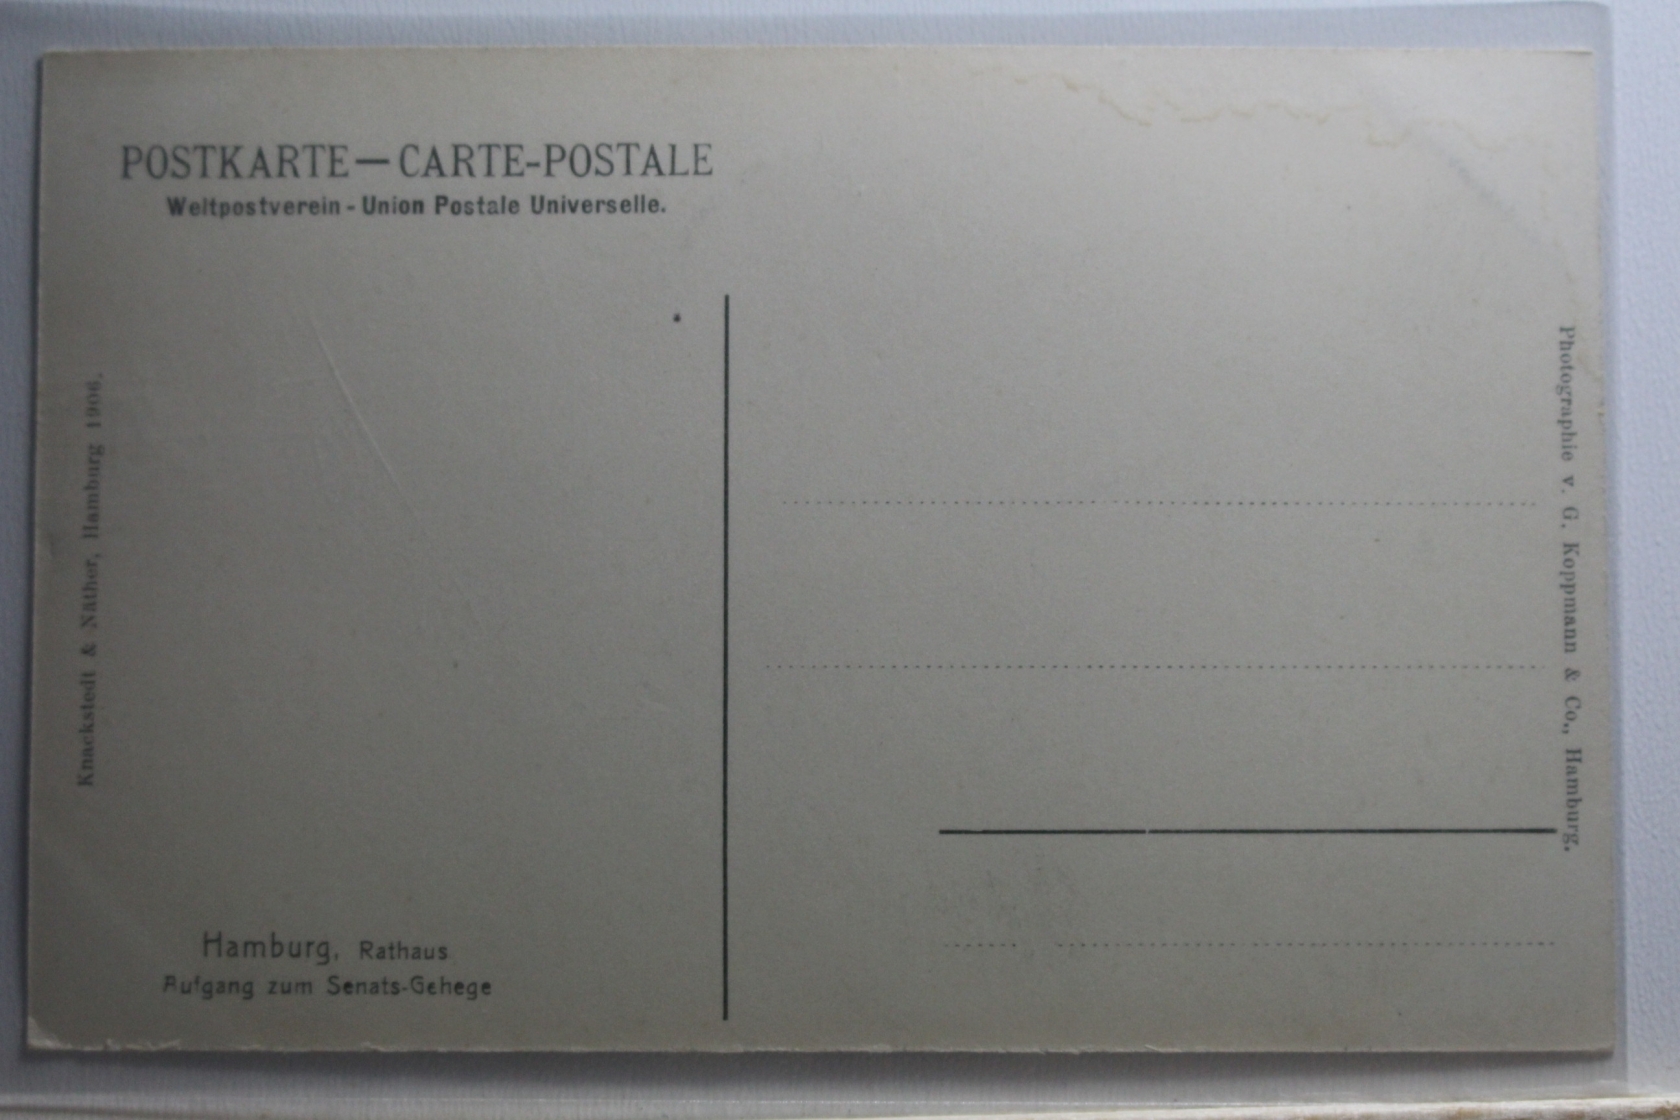 POSTKARTE — CARTE-POSTALE
Weltpostverein - Union Postale Universelle.
Knackstedt & Näther, Hamburg 1906.
Photographie v. G. Koppmann & Co., Hamburg.
Hamburg, Rathaus
Aufgang zum Senats-Gehege